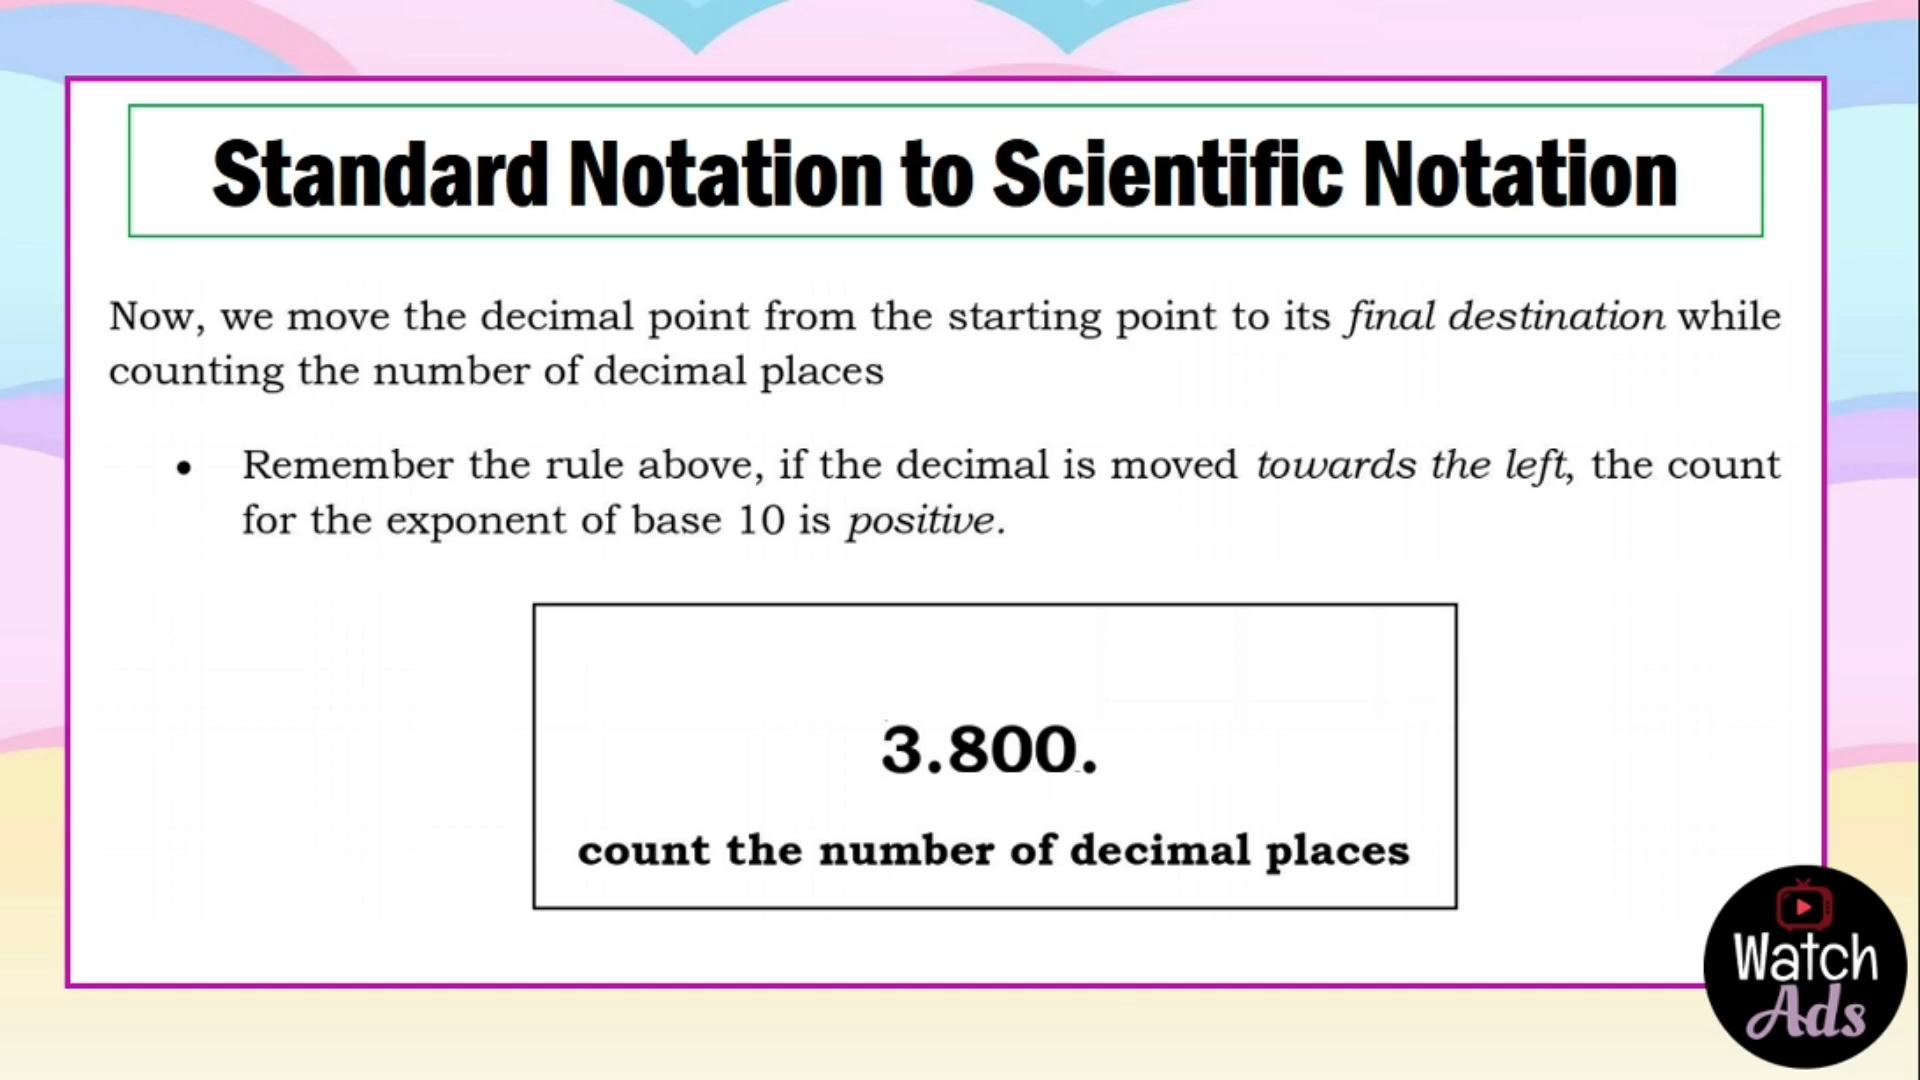 Standard Notation to Scientific Notation
Now, we move the decimal point from the starting point to its final destination while
counting the number of decimal places
• Remember the rule above, if the decimal is moved towards the left, the count
for the exponent of base 10 is positive.
3.800.
count the number of decimal places
Watch
Ads